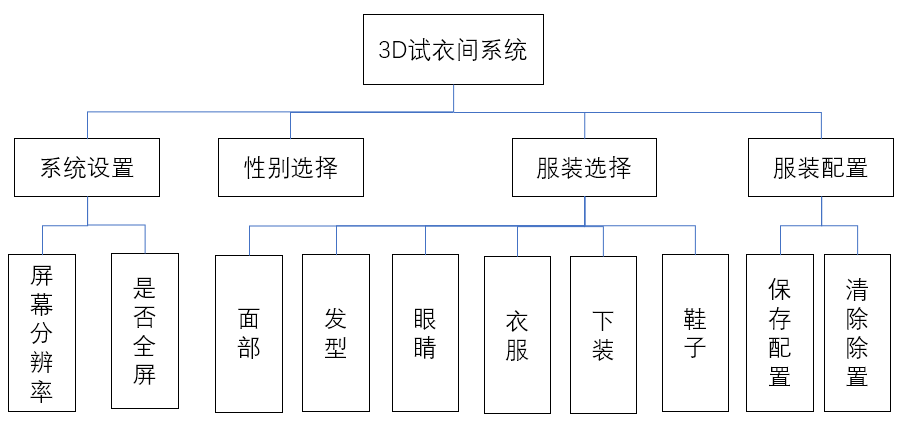 3D试衣间系统
系统设置
性别选择
服装选择
服装配置
屏幕分辨率
是否全屏
面部
发型
眼睛
衣服
下装
鞋子
保存配置
清除除置